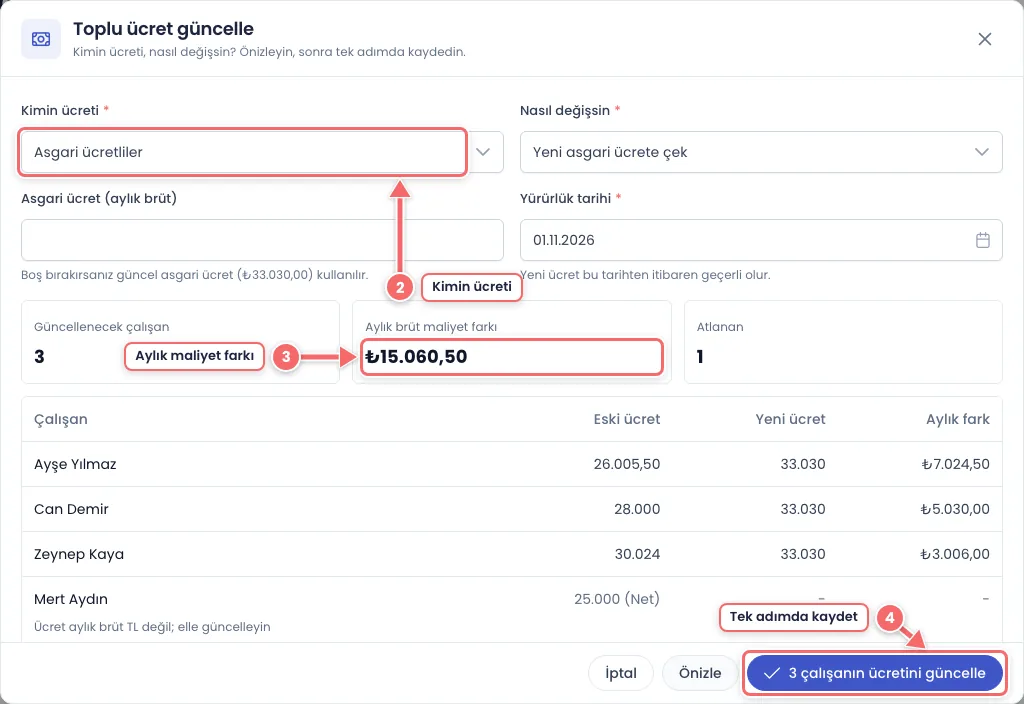 Toplu ücret güncelle
Kimin ücreti, nasıl değişsin? Önizleyin, sonra tek adımda kaydedin.
Kimin ücreti *
Nasıl değişsin *
Asgari ücretliler
Yeni asgari ücrete çek
Asgari ücret (aylık brüt)
Yürürlük tarihi *
01.11.2026
Boş bırakırsanız güncel asgari ücret (₺33.030,00) kullanılır.
Yeni ücret bu tarihten itibaren geçerli olur.
2
Kimin ücreti
Güncellenecek çalışan
3
Aylık maliyet farkı
3
Aylık brüt maliyet farkı
₺15.060,50
Atlanan
1
Çalışan Eski ücret Yeni ücret Aylık fark
Ayşe Yılmaz 26.005,50 33.030 ₺7.024,50
Can Demir 28.000 33.030 ₺5.030,00
Zeynep Kaya 30.024 33.030 ₺3.006,00
Mert Aydın 25.000 (Net) - -
Ücret aylık brüt TL değil; elle güncelleyin
Tek adımda kaydet
4
İptal
Önizle
3 çalışanın ücretini güncelle